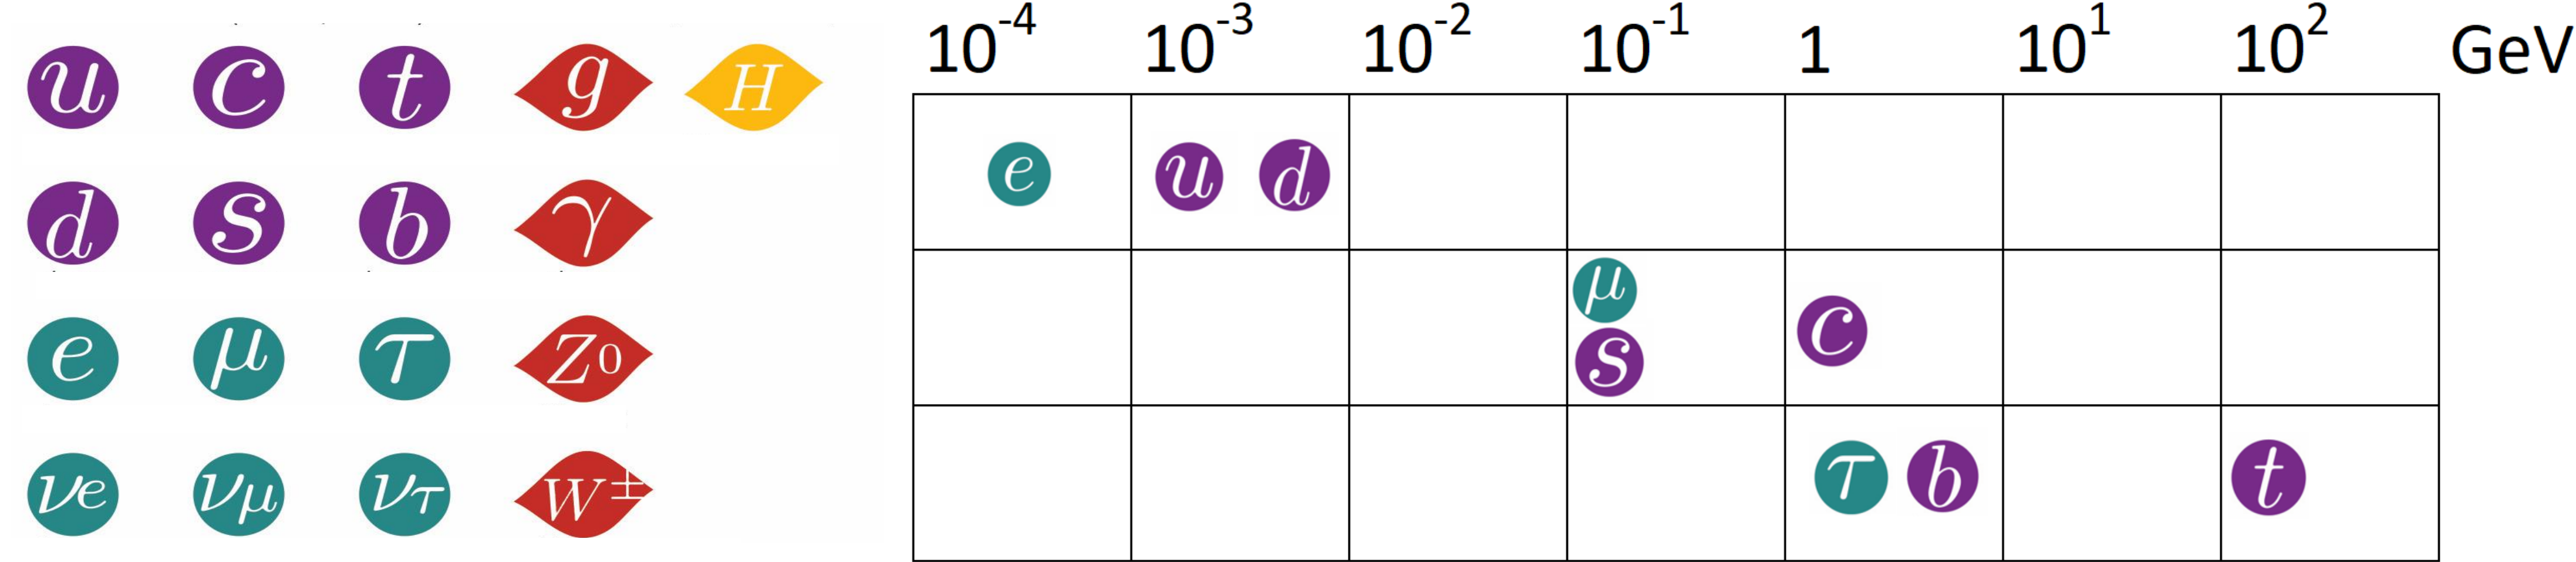 u c t g H
d s b γ
e μ τ Z⁰
νe νμ ντ W±
10⁻⁴ 10⁻³ 10⁻² 10⁻¹ 1 10¹ 10² GeV
e u d
μ
s c
τ b t